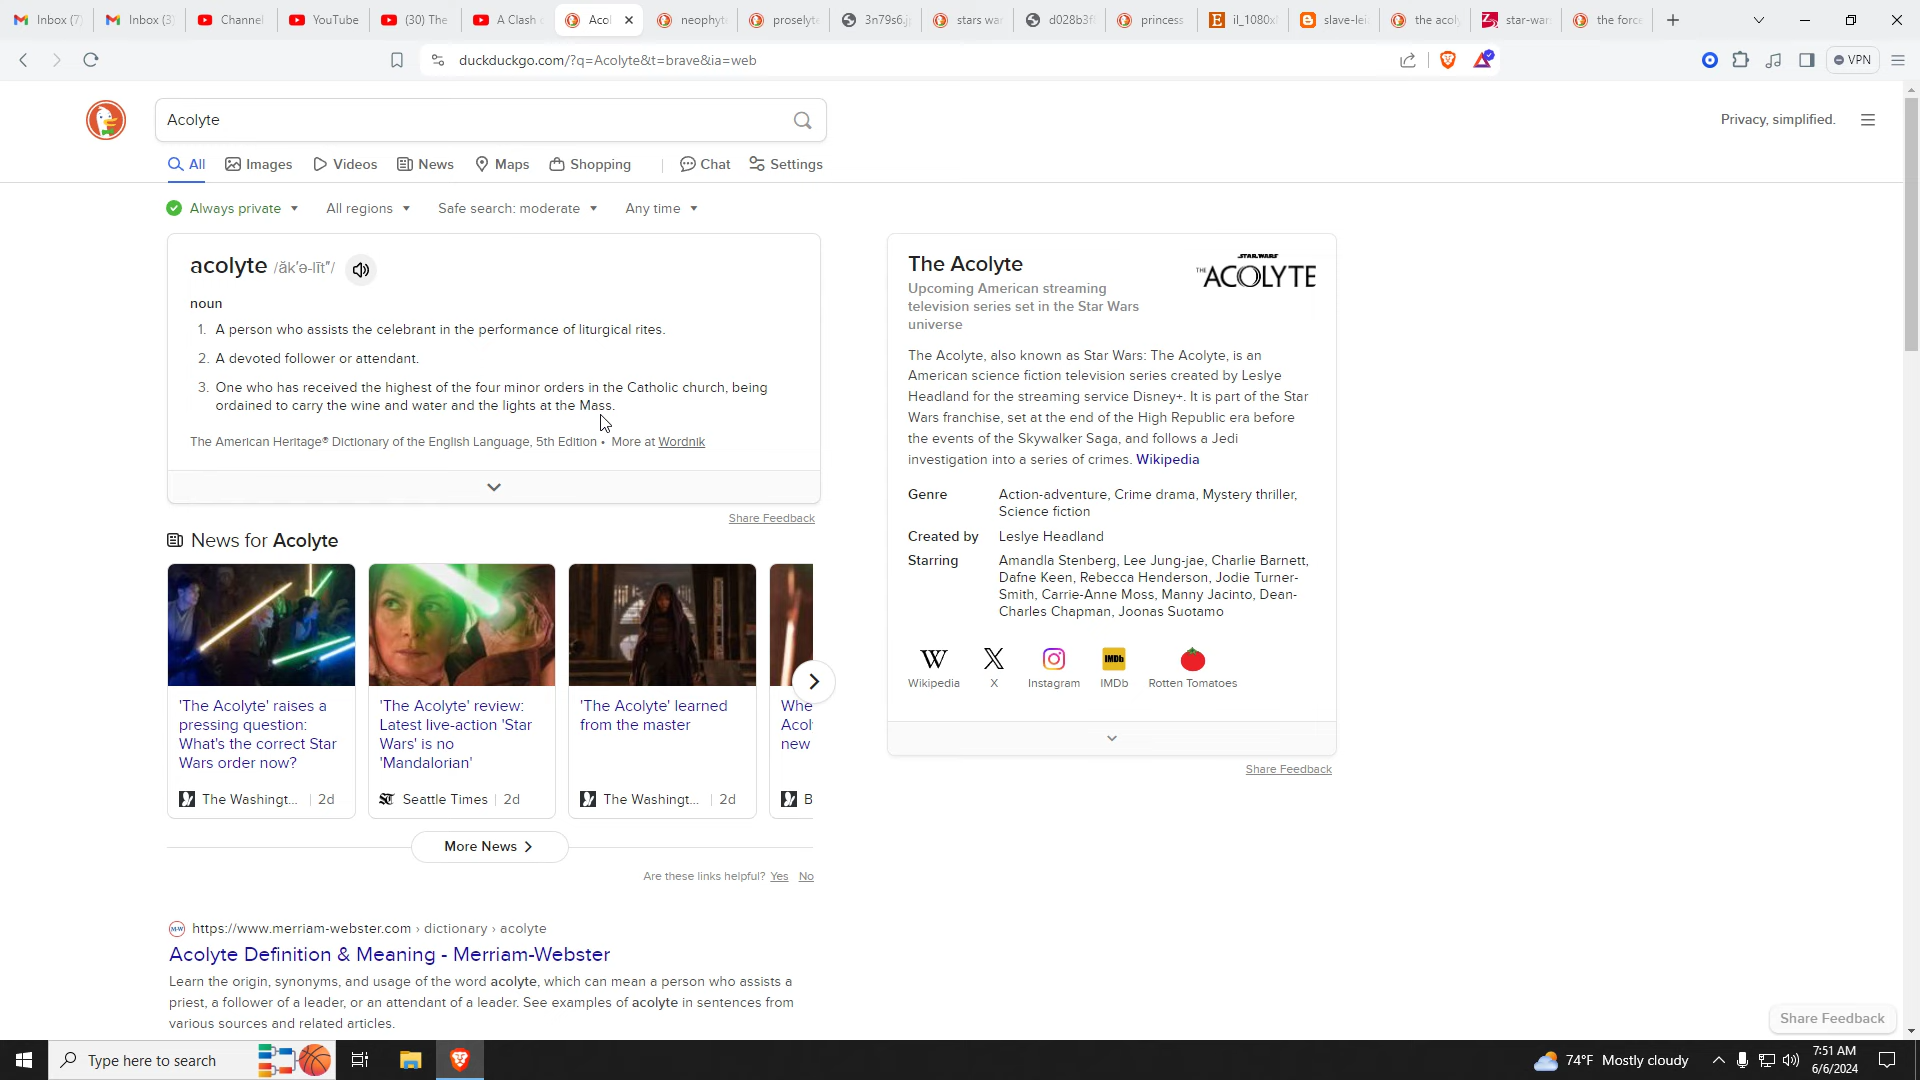 Inbox (7)
Inbox (3)
Channel
YouTube
(30) The
A Clash
Acol
neophyte
proselyte
3n79s6.j
stars war
d028b3f
princess
il_1080x
slave-lei
the acoly
star-wars
the force
duckduckgo.com/?q=Acolyte&t=brave&ia=web
VPN
Acolyte
Privacy, simplified.
All
Images
Videos
News
Maps
Shopping
Chat
Settings
Always private
All regions
Safe search: moderate
Any time
acolyte /ăk′ə-līt″/
noun
1. A person who assists the celebrant in the performance of liturgical rites.
2. A devoted follower or attendant.
3. One who has received the highest of the four minor orders in the Catholic church, being
ordained to carry the wine and water and the lights at the Mass.
The American Heritage® Dictionary of the English Language, 5th Edition • More at Wordnik
Share Feedback
News for Acolyte
'The Acolyte' raises a
pressing question:
What's the correct Star
Wars order now?
The Washingt... 2d
'The Acolyte' review:
Latest live-action 'Star
Wars' is no
'Mandalorian'
ST Seattle Times 2d
'The Acolyte' learned
from the master
The Washingt... 2d
Whe
Acol
new
B
More News
Are these links helpful? Yes No
https://www.merriam-webster.com › dictionary › acolyte
Acolyte Definition & Meaning - Merriam-Webster
Learn the origin, synonyms, and usage of the word acolyte, which can mean a person who assists a
priest, a follower of a leader, or an attendant of a leader. See examples of acolyte in sentences from
various sources and related articles.
The Acolyte
STAR WARS
THE ACOLYTE
Upcoming American streaming
television series set in the Star Wars
universe
The Acolyte, also known as Star Wars: The Acolyte, is an
American science fiction television series created by Leslye
Headland for the streaming service Disney+. It is part of the Star
Wars franchise, set at the end of the High Republic era before
the events of the Skywalker Saga, and follows a Jedi
investigation into a series of crimes. Wikipedia
Genre Action-adventure, Crime drama, Mystery thriller,
Science fiction
Created by Leslye Headland
Starring Amandla Stenberg, Lee Jung-jae, Charlie Barnett,
Dafne Keen, Rebecca Henderson, Jodie Turner-
Smith, Carrie-Anne Moss, Manny Jacinto, Dean-
Charles Chapman, Joonas Suotamo
W
X
IMDb
Wikipedia
X
Instagram
IMDb
Rotten Tomatoes
Share Feedback
Share Feedback
Type here to search
74°F Mostly cloudy
7:51 AM
6/6/2024